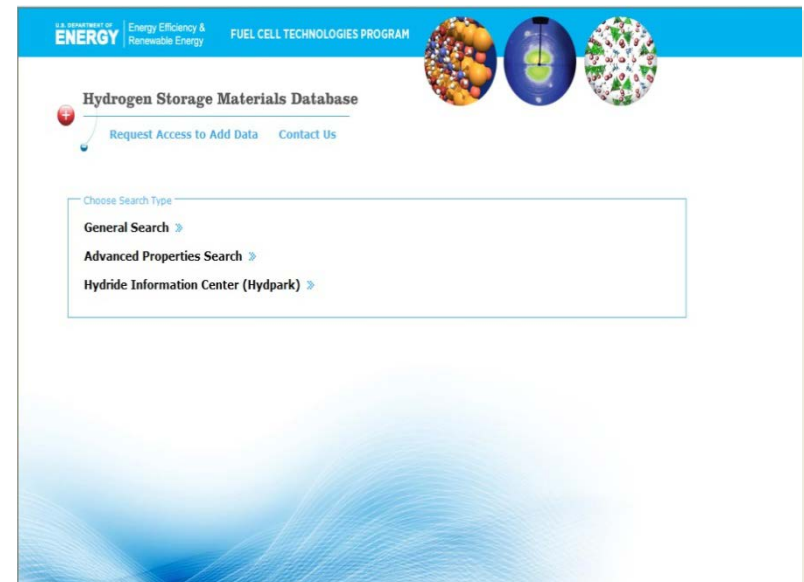 U.S. DEPARTMENT OF
ENERGY
Energy Efficiency &
Renewable Energy
FUEL CELL TECHNOLOGIES PROGRAM
Hydrogen Storage Materials Database
Request Access to Add Data Contact Us
Choose Search Type
General Search »
Advanced Properties Search »
Hydride Information Center (Hydpark) »